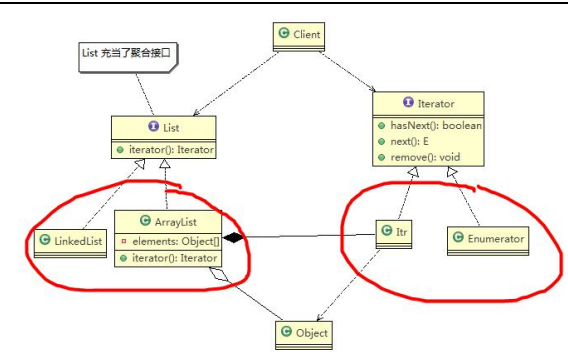 Client
List 充当了聚合接口
Iterator
hasNext(): boolean
next(): E
remove(): void
List
iterator(): Iterator
ArrayList
elements: Object[]
iterator(): Iterator
LinkedList
Itr
Enumerator
Object